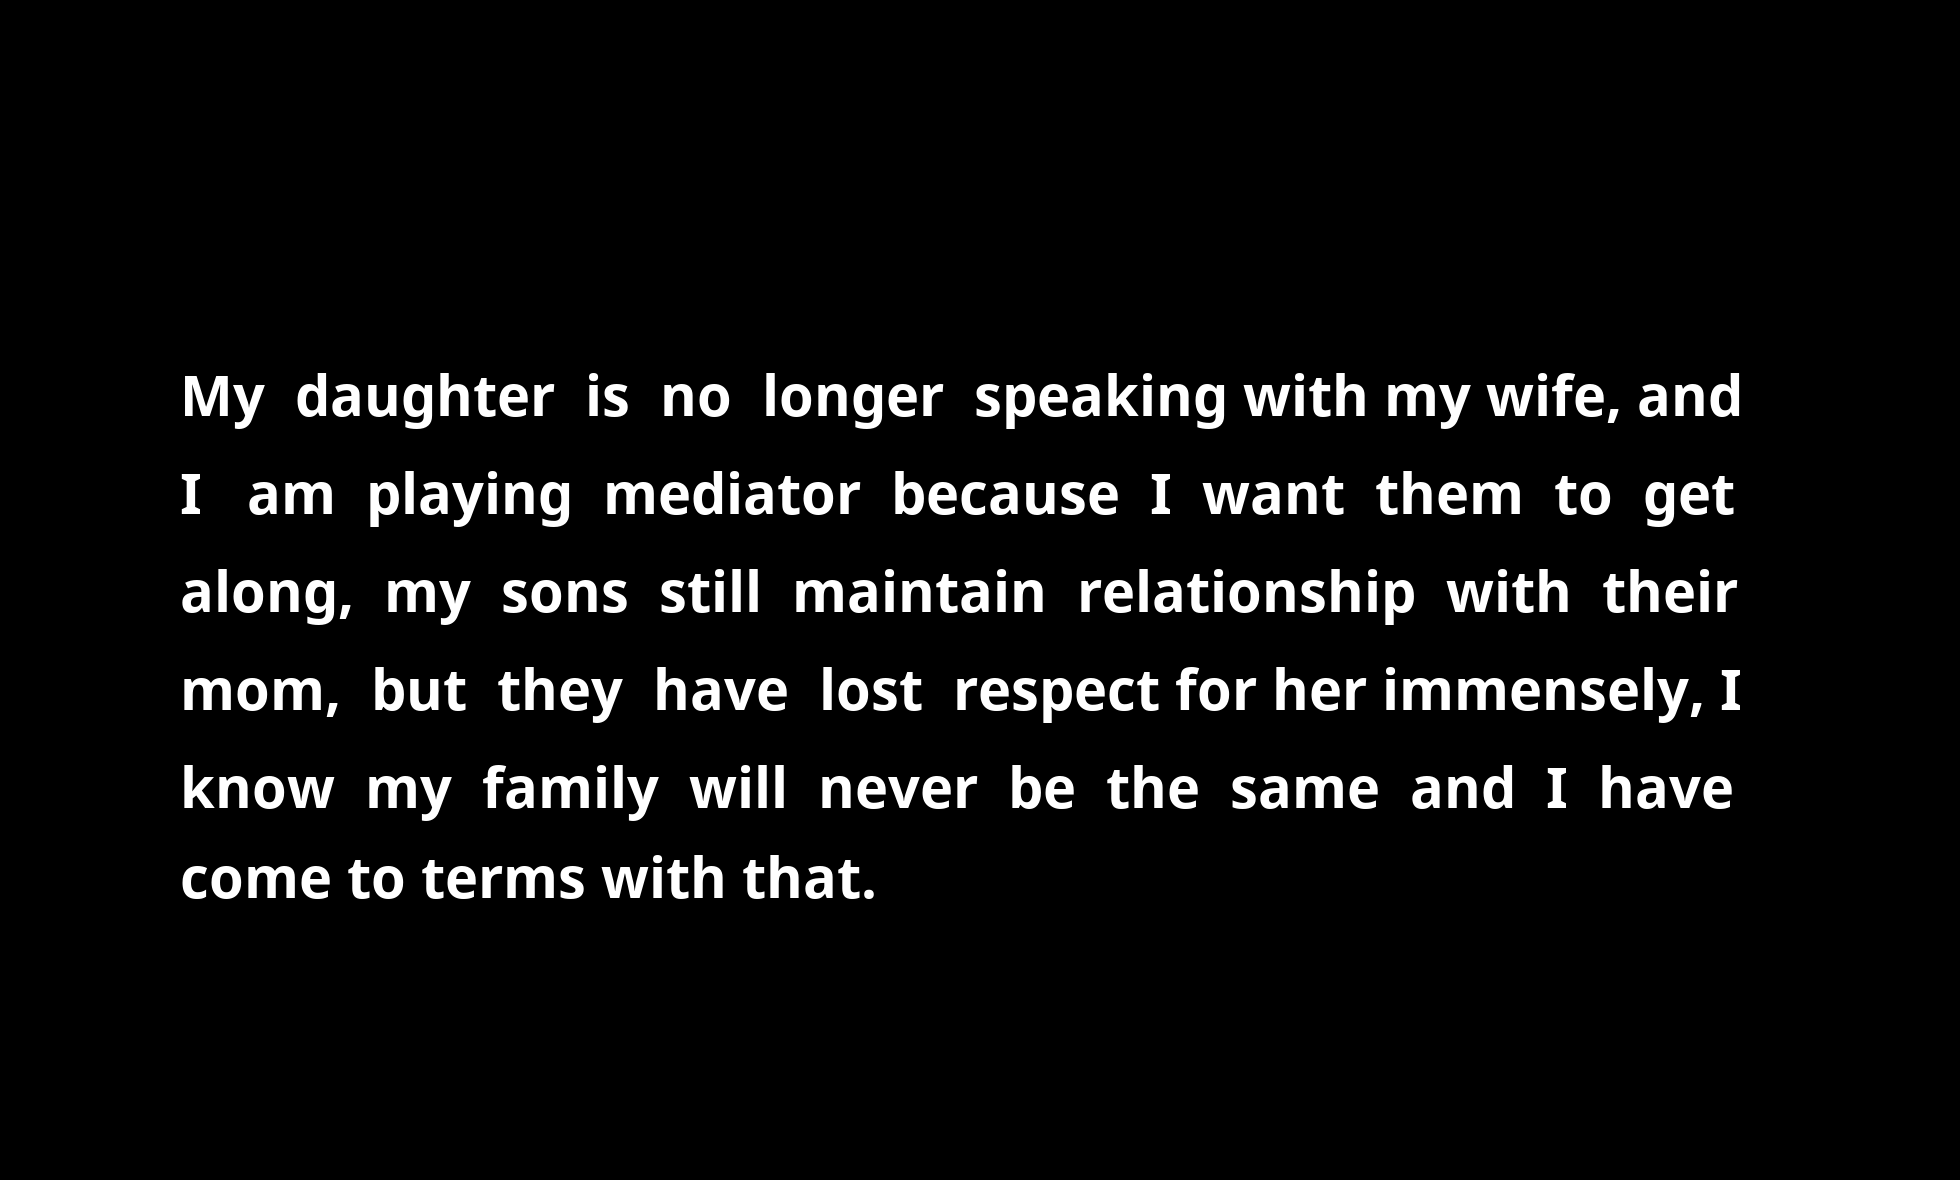 My daughter is no longer speaking with my wife, and
I am playing mediator because I want them to get
along, my sons still maintain relationship with their
mom, but they have lost respect for her immensely, I
know my family will never be the same and I have
come to terms with that.